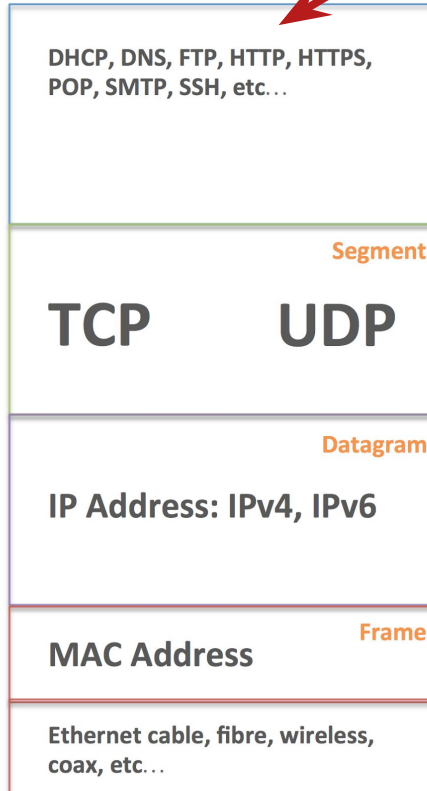 DHCP, DNS, FTP, HTTP, HTTPS,
POP, SMTP, SSH, etc...
Segment
TCP UDP
Datagram
IP Address: IPv4, IPv6
Frame
MAC Address
Ethernet cable, fibre, wireless,
coax, etc...